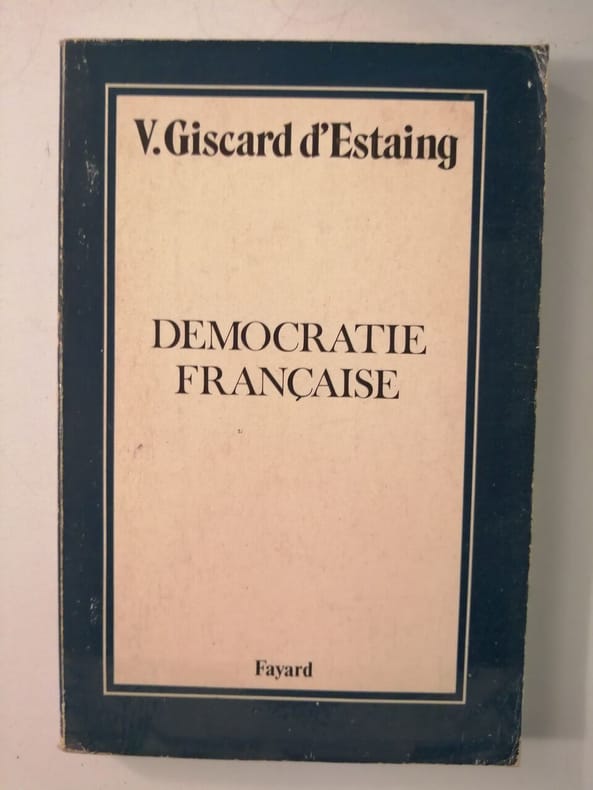 V. Giscard d'Estaing
DEMOCRATIE
FRANÇAISE
Fayard